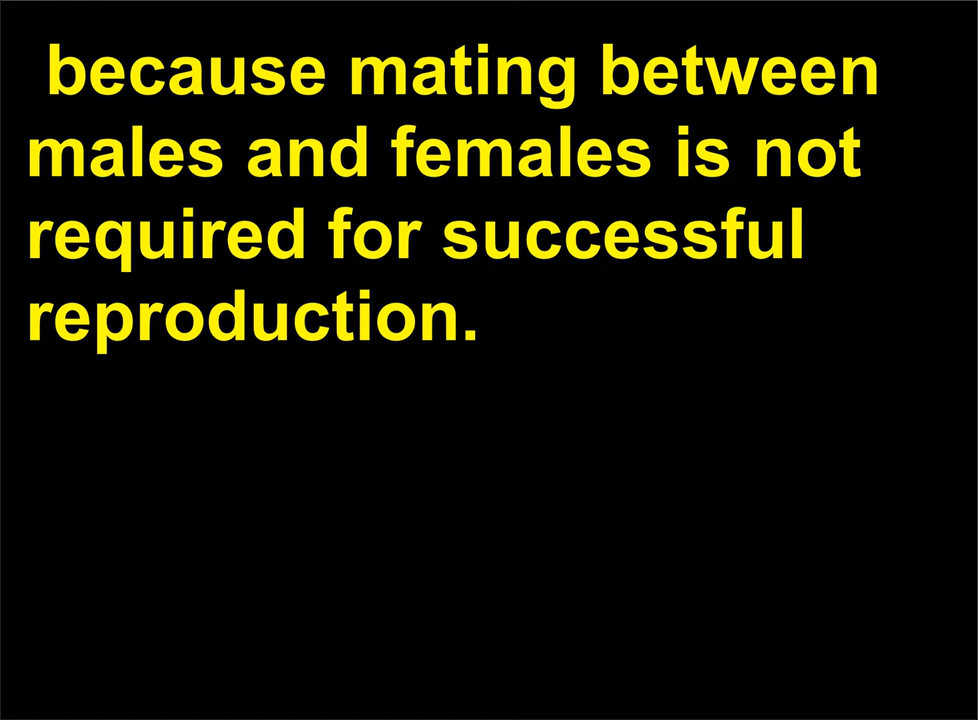 because mating between
males and females is not
required for successful
reproduction.